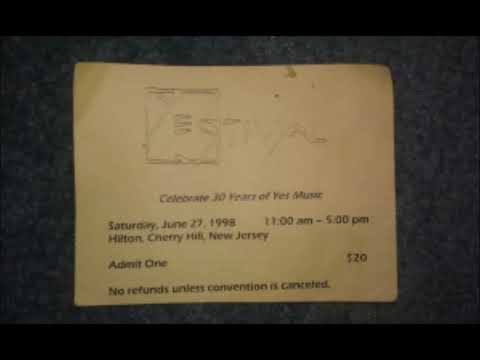 YESTIVAL
Celebrate 30 Years of Yes Music
Saturday, June 27, 1998 11:00 am – 5:00 pm
Hilton, Cherry Hill, New Jersey
Admit One $20
No refunds unless convention is canceled.